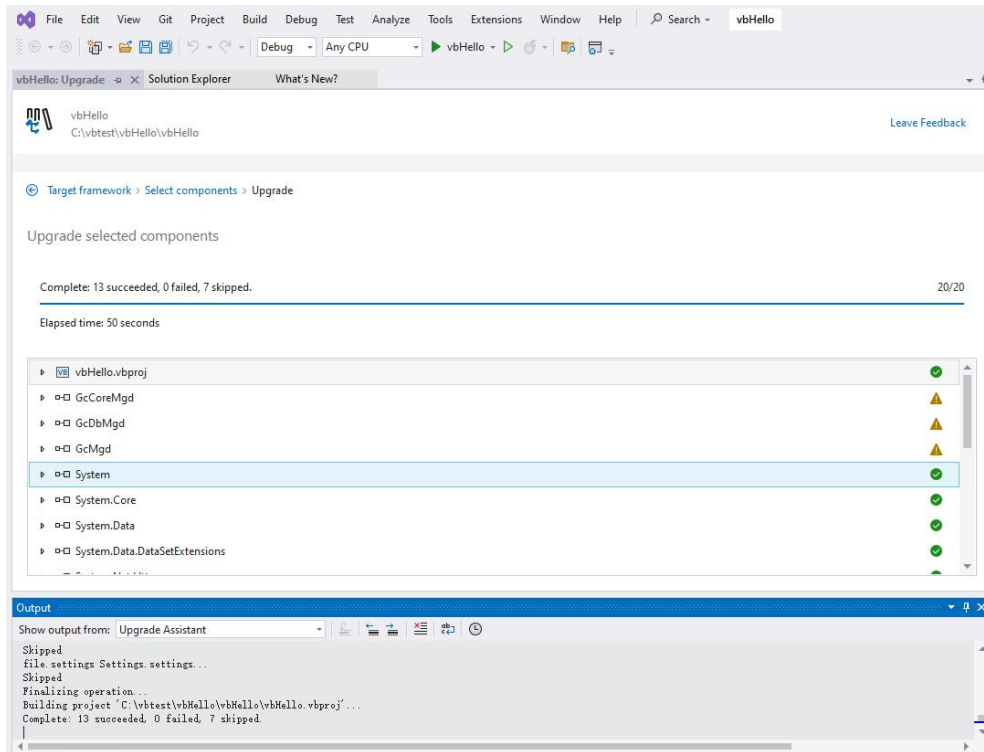 File Edit View Git Project Build Debug Test Analyze Tools Extensions Window Help Search vbHello
Debug Any CPU vbHello
vbHello: Upgrade Solution Explorer What's New?
vbHello
C:\vbtest\vbHello\vbHello
Leave Feedback
Target framework > Select components > Upgrade
Upgrade selected components
Complete: 13 succeeded, 0 failed, 7 skipped. 20/20
Elapsed time: 50 seconds
VB vbHello.vbproj
GcCoreMgd
GcDbMgd
GcMgd
System
System.Core
System.Data
System.Data.DataSetExtensions
Output
Show output from: Upgrade Assistant
Skipped
file.settings Settings.settings...
Skipped
Finalizing operation...
Building project 'C:\vbtest\vbHello\vbHello\vbHello.vbproj'...
Complete: 13 succeeded, 0 failed, 7 skipped.